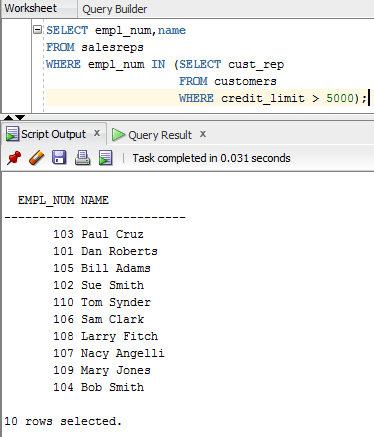 Worksheet Query Builder
SELECT empl_num,name
FROM salesreps
WHERE empl_num IN (SELECT cust_rep
FROM customers
WHERE credit_limit > 5000);
Script Output x Query Result x
Task completed in 0.031 seconds
EMPL_NUM NAME
---------- ---------------
103 Paul Cruz
101 Dan Roberts
105 Bill Adams
102 Sue Smith
110 Tom Synder
106 Sam Clark
108 Larry Fitch
107 Nacy Angelli
109 Mary Jones
104 Bob Smith
10 rows selected.